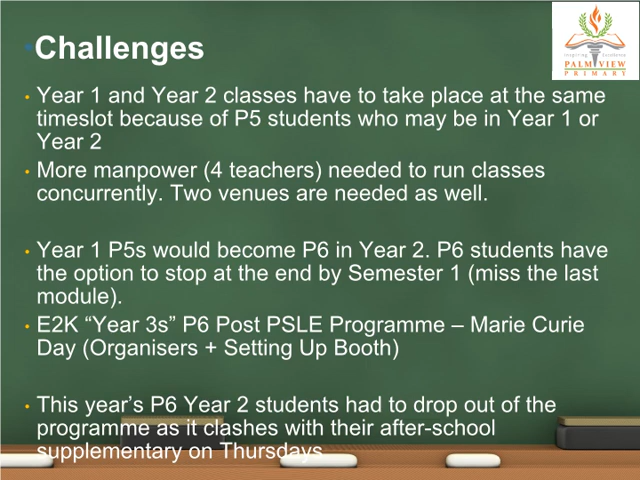 Challenges
Inspiring Excellence
PALM VIEW
PRIMARY
• Year 1 and Year 2 classes have to take place at the same
timeslot because of P5 students who may be in Year 1 or
Year 2
• More manpower (4 teachers) needed to run classes
concurrently. Two venues are needed as well.
• Year 1 P5s would become P6 in Year 2. P6 students have
the option to stop at the end by Semester 1 (miss the last
module).
• E2K “Year 3s” P6 Post PSLE Programme – Marie Curie
Day (Organisers + Setting Up Booth)
• This year’s P6 Year 2 students had to drop out of the
programme as it clashes with their after-school
supplementary on Thursdays